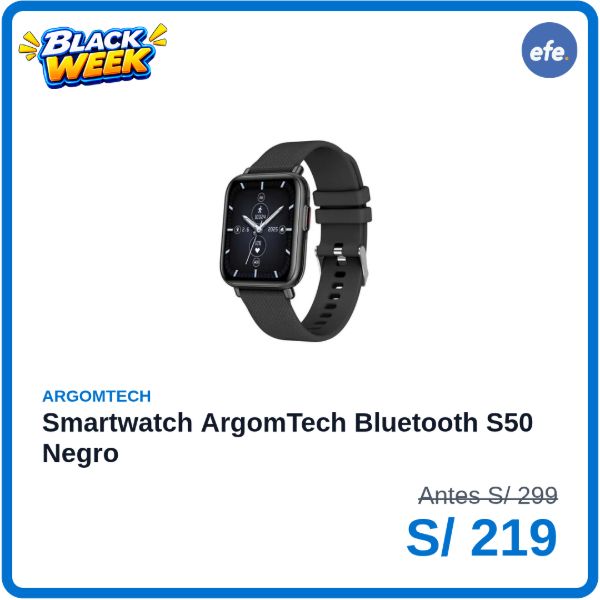 BLACK
WEEK
efe.
ARGOMTECH
Smartwatch ArgomTech Bluetooth S50
Negro
Antes S/ 299
S/ 219